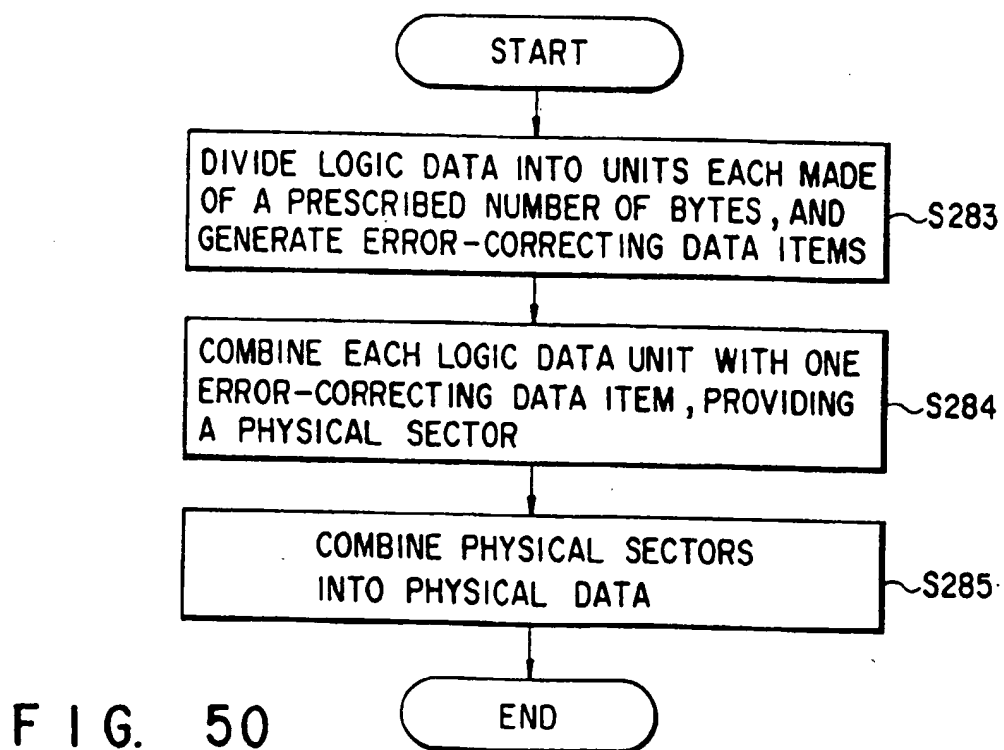 START
DIVIDE LOGIC DATA INTO UNITS EACH MADE
OF A PRESCRIBED NUMBER OF BYTES, AND
GENERATE ERROR-CORRECTING DATA ITEMS
S283
COMBINE EACH LOGIC DATA UNIT WITH ONE
ERROR-CORRECTING DATA ITEM, PROVIDING
A PHYSICAL SECTOR
S284
COMBINE PHYSICAL SECTORS
INTO PHYSICAL DATA
S285
END
FIG. 50